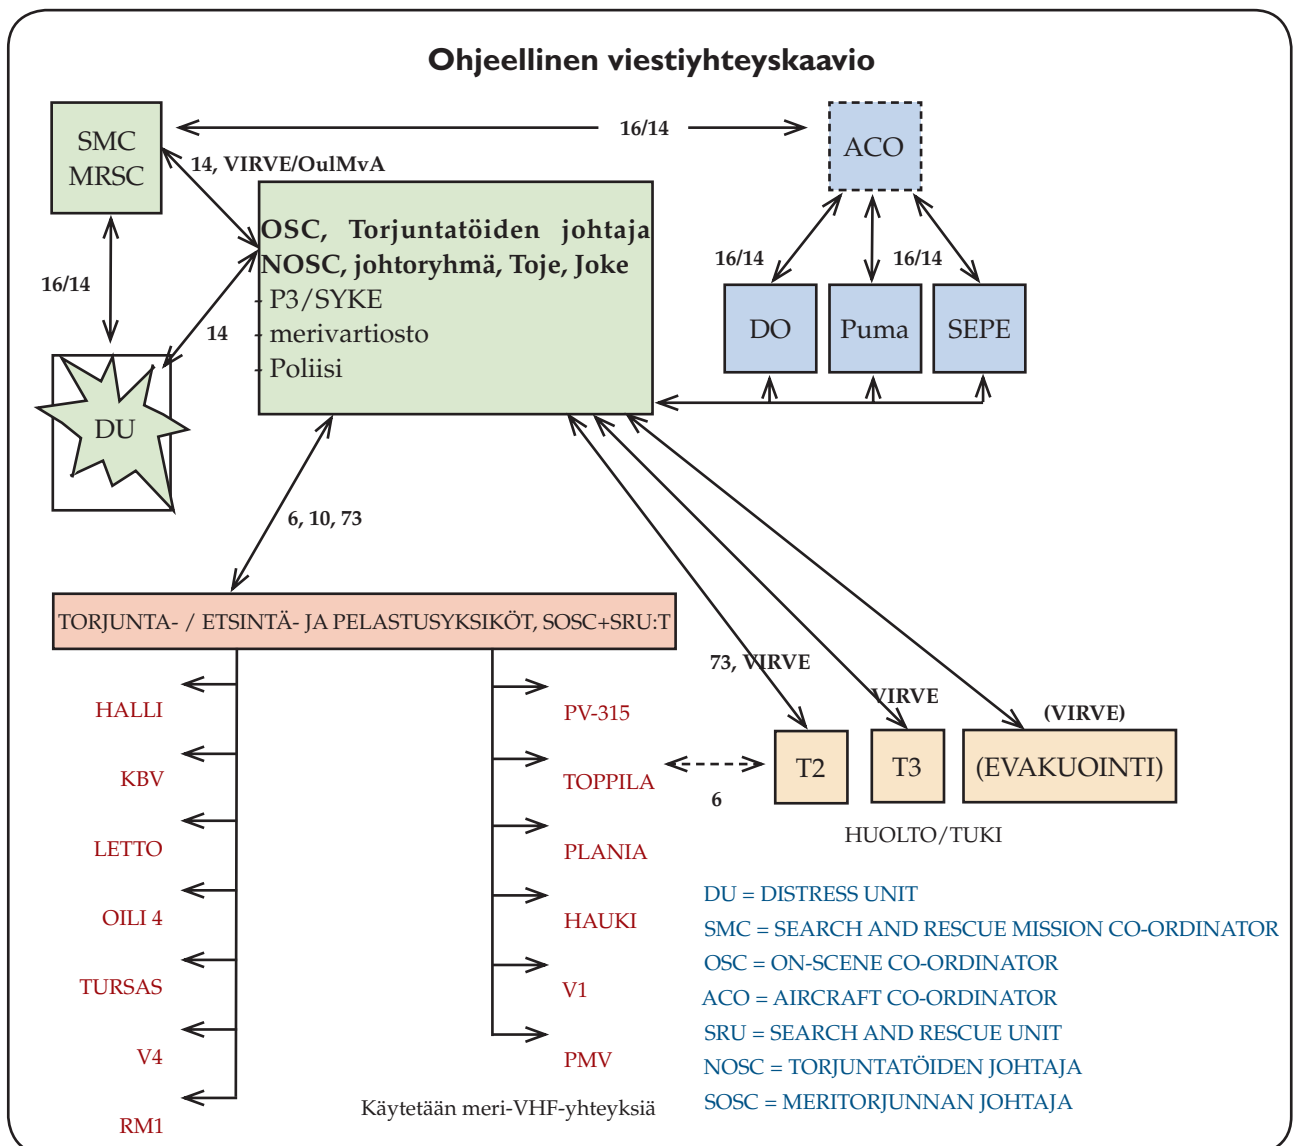 Ohjeellinen viestiyhteyskaavio
SMC
MRSC
16/14
ACO
14, VIRVE/OulMvA
OSC, Torjuntatöiden johtaja
NOSC, johtoryhmä, Toje, Joke
- P3/SYKE
- merivartiosto
- Poliisi
16/14
14
DU
16/14
16/14
DO
Puma
SEPE
6, 10, 73
TORJUNTA- / ETSINTÄ- JA PELASTUSYKSIKÖT, SOSC+SRU:T
HALLI
KBV
LETTO
OILI 4
TURSAS
V4
RM1
PV-315
TOPPILA
PLANIA
HAUKI
V1
PMV
73, VIRVE
VIRVE
(VIRVE)
6
T2
T3
(EVAKUOINTI)
HUOLTO/TUKI
DU = DISTRESS UNIT
SMC = SEARCH AND RESCUE MISSION CO-ORDINATOR
OSC = ON-SCENE CO-ORDINATOR
ACO = AIRCRAFT CO-ORDINATOR
SRU = SEARCH AND RESCUE UNIT
NOSC = TORJUNTATÖIDEN JOHTAJA
SOSC = MERITORJUNNAN JOHTAJA
Käytetään meri-VHF-yhteyksiä